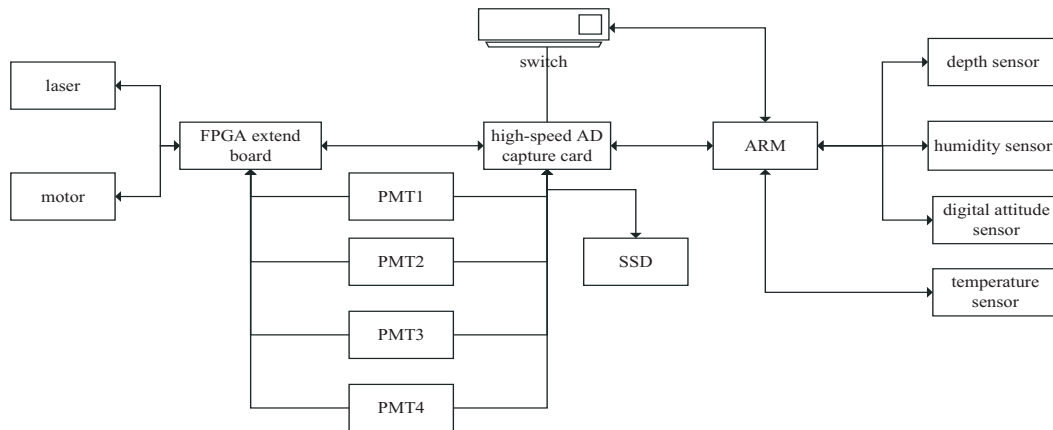 switch
laser
FPGA extend
board
motor
high-speed AD
capture card
ARM
depth sensor
humidity sensor
digital attitude
sensor
temperature
sensor
PMT1
PMT2
PMT3
PMT4
SSD